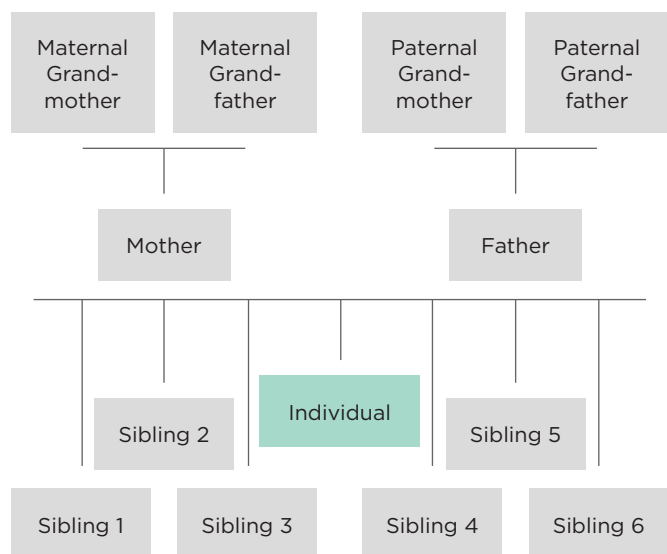 Maternal
Grand-
mother
Maternal
Grand-
father
Paternal
Grand-
mother
Paternal
Grand-
father
Mother
Father
Individual
Sibling 2
Sibling 5
Sibling 1
Sibling 3
Sibling 4
Sibling 6